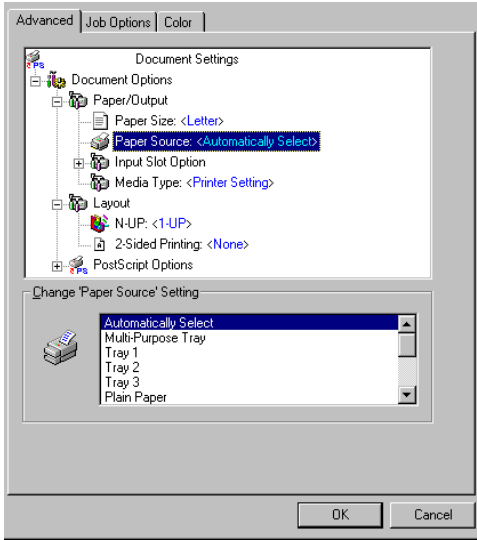 Advanced Job Options Color
Document Settings
Document Options
Paper/Output
Paper Size: <Letter>
Paper Source: <Automatically Select>
Input Slot Option
Media Type: <Printer Setting>
Layout
N-UP: <1-UP>
2-Sided Printing: <None>
PostScript Options
Change 'Paper Source' Setting
Automatically Select
Multi-Purpose Tray
Tray 1
Tray 2
Tray 3
Plain Paper
OK Cancel